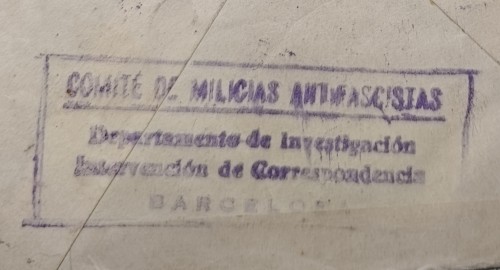 COMITÉ DE MILICIAS ANTIFASCISTAS
Departamento de Investigación
Intervención de Correspondencia
BARCELONA